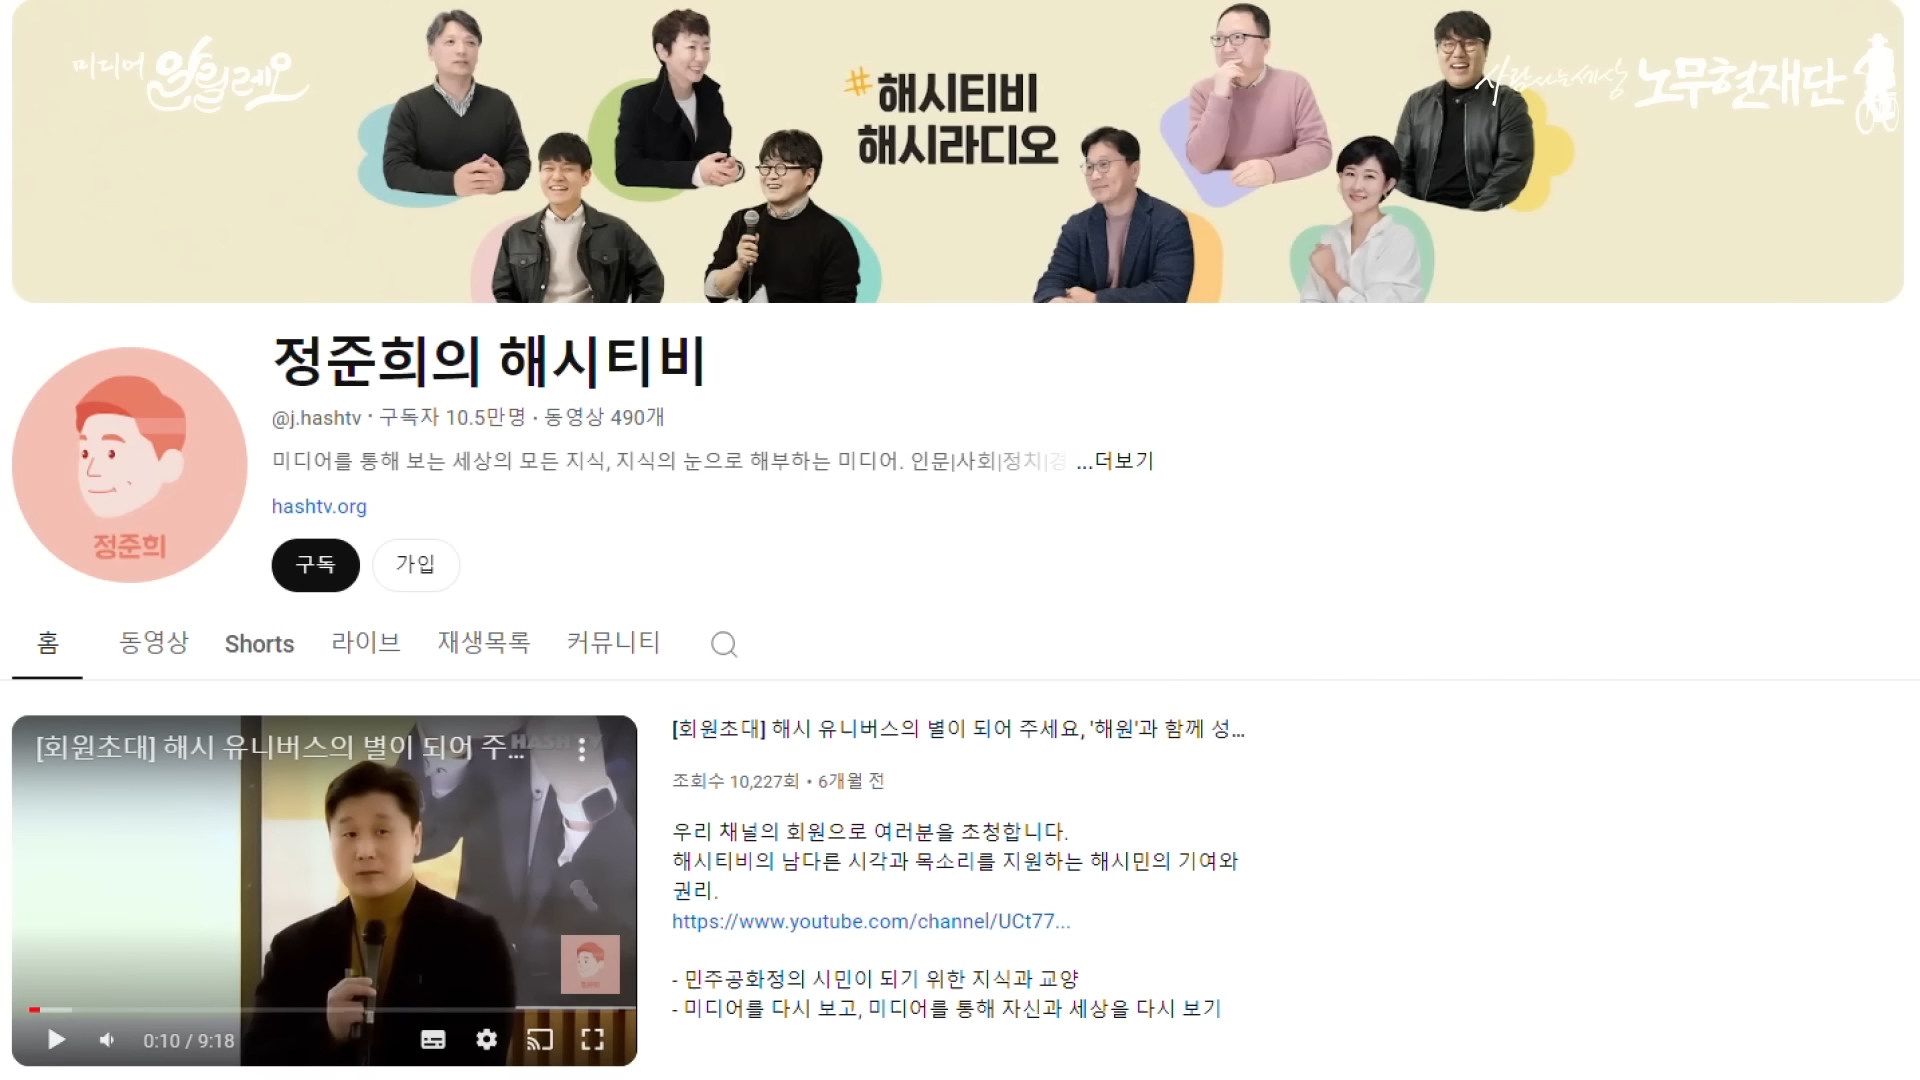 미디어 알릴레오
#해시티비
해시라디오
사람사는세상 노무현재단
정준희
정준희의 해시티비
@j.hashtv · 구독자 10.5만명 · 동영상 490개
미디어를 통해 보는 세상의 모든 지식, 지식의 눈으로 해부하는 미디어. 인문|사회|정치|경 ...더보기
hashtv.org
구독 가입
홈 동영상 Shorts 라이브 재생목록 커뮤니티
[회원초대] 해시 유니버스의 별이 되어 주...
HASH TV
정준희
0:10 / 9:18
[회원초대] 해시 유니버스의 별이 되어 주세요, '해원'과 함께 성...
조회수 10,227회 • 6개월 전
우리 채널의 회원으로 여러분을 초청합니다.
해시티비의 남다른 시각과 목소리를 지원하는 해시민의 기여와
권리.
https://www.youtube.com/channel/UCt77...
- 민주공화정의 시민이 되기 위한 지식과 교양
- 미디어를 다시 보고, 미디어를 통해 자신과 세상을 다시 보기